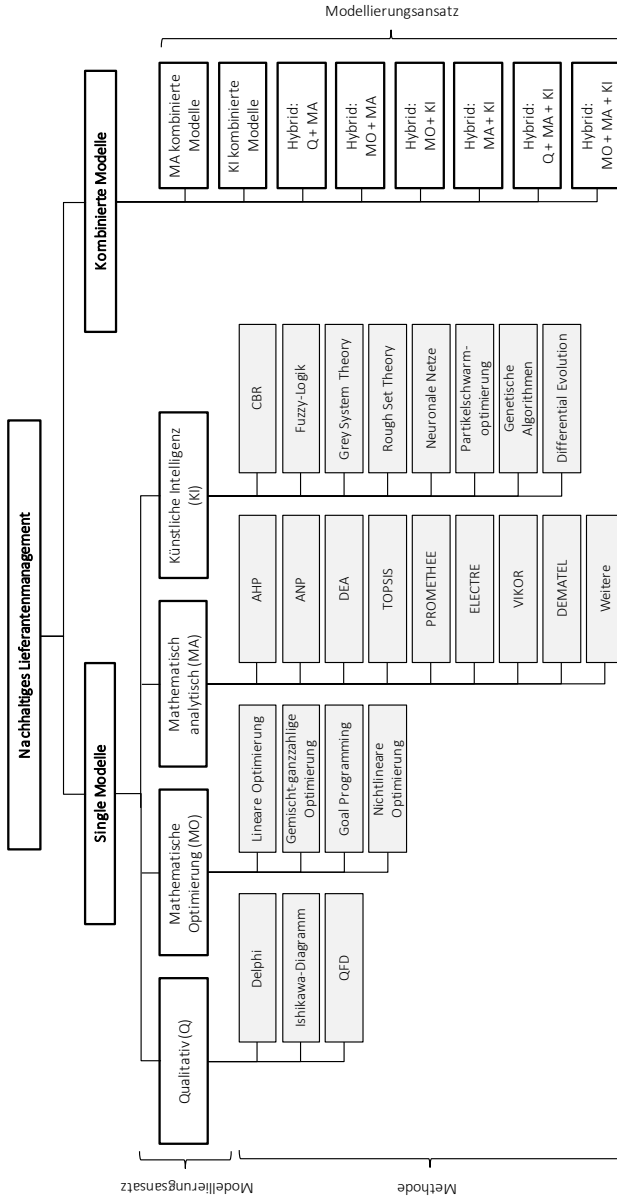 Nachhaltiges Lieferantenmanagement
Single Modelle
Kombinierte Modelle
Modellierungsansatz
Qualitativ (Q)
Mathematische
Optimierung (MO)
Mathematisch
analytisch (MA)
Künstliche Intelligenz
(KI)
Methode
Delphi
Ishikawa-Diagramm
QFD
Lineare Optimierung
Gemischt-ganzzahlige
Optimierung
Goal Programming
Nichtlineare
Optimierung
AHP
ANP
DEA
TOPSIS
PROMETHEE
ELECTRE
VIKOR
DEMATEL
Weitere
CBR
Fuzzy-Logik
Grey System Theory
Rough Set Theory
Neuronale Netze
Partikelschwarm-
optimierung
Genetische
Algorithmen
Differential Evolution
MA kombinierte
Modelle
KI kombinierte
Modelle
Hybrid:
Q + MA
Hybrid:
MO + MA
Hybrid:
MO + KI
Hybrid:
MA + KI
Hybrid:
Q + MA + KI
Hybrid:
MO + MA + KI
Modellierungsansatz